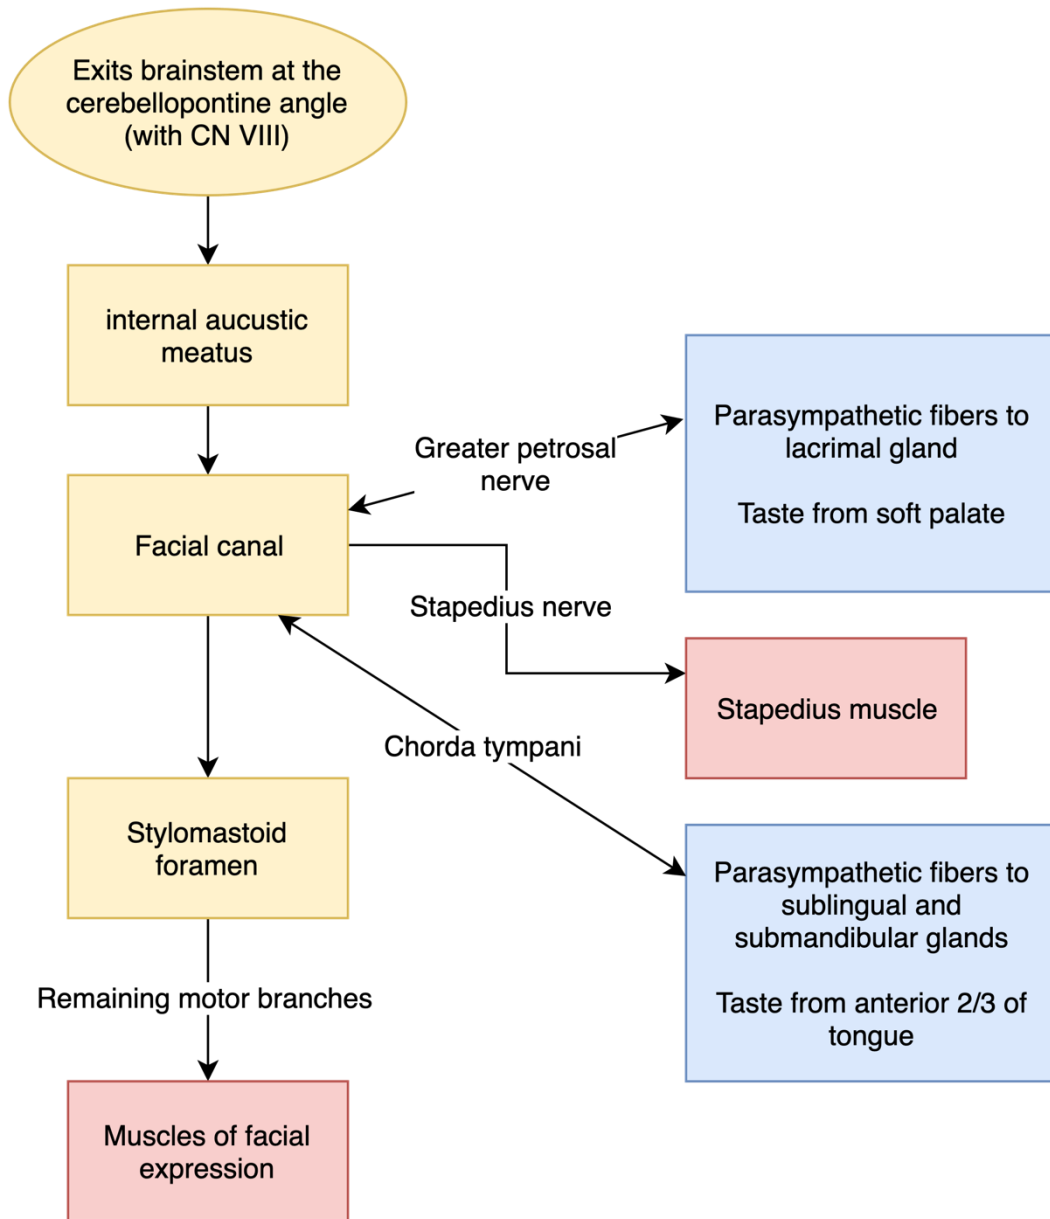 Exits brainstem at the
cerebellopontine angle
(with CN VIII)
internal aucustic
meatus
Greater petrosal
nerve
Parasympathetic fibers to
lacrimal gland
Taste from soft palate
Facial canal
Stapedius nerve
Stapedius muscle
Chorda tympani
Stylomastoid
foramen
Parasympathetic fibers to
sublingual and
submandibular glands
Taste from anterior 2/3 of
tongue
Remaining motor branches
Muscles of facial
expression